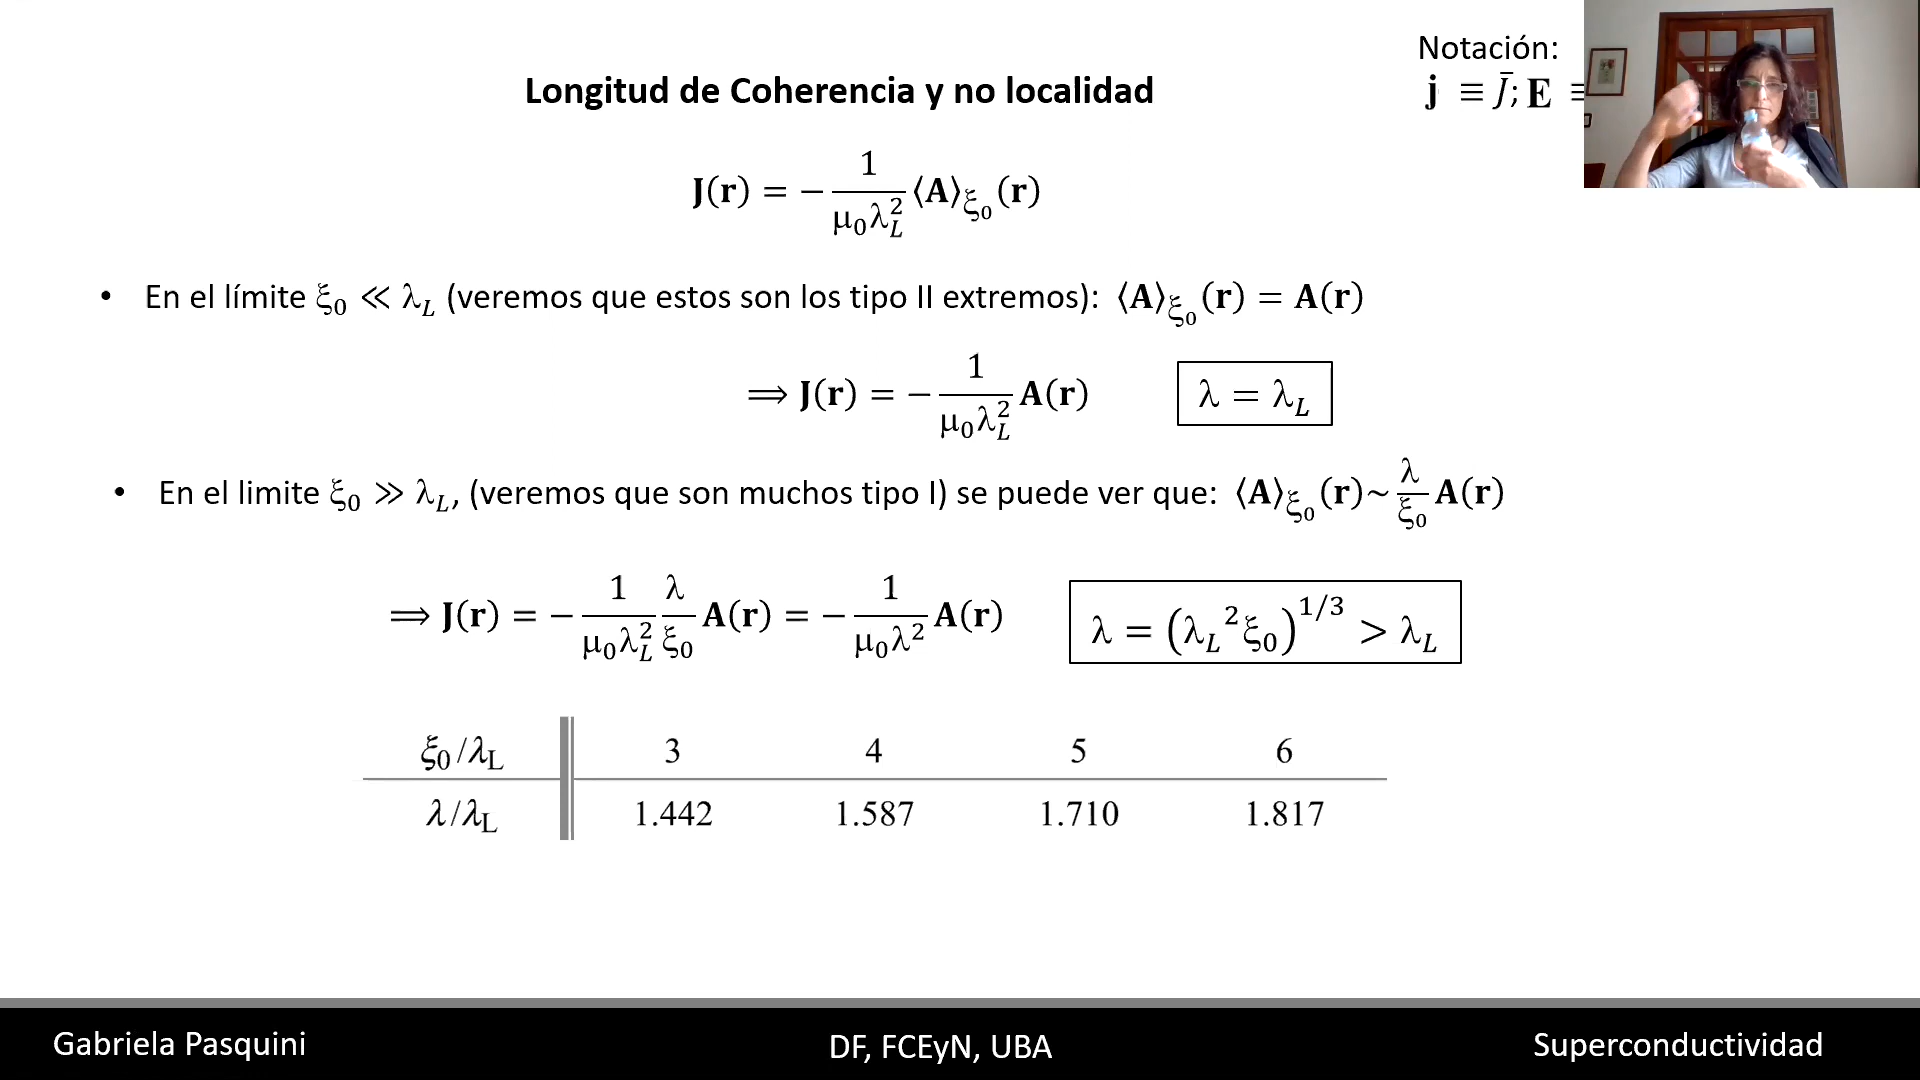 Notación:
Longitud de Coherencia y no localidad
𝐣 ≡ J̄; 𝐄 ≡
𝐉(𝐫) = − 1/(μ₀λ_L²) ⟨𝐀⟩_ξ₀(𝐫)
• En el límite ξ₀ ≪ λ_L (veremos que estos son los tipo II extremos): ⟨𝐀⟩_ξ₀(𝐫) = 𝐀(𝐫)
⟹ 𝐉(𝐫) = − 1/(μ₀λ_L²) 𝐀(𝐫) λ = λ_L
• En el limite ξ₀ ≫ λ_L, (veremos que son muchos tipo I) se puede ver que: ⟨𝐀⟩_ξ₀(𝐫)~ λ/ξ₀ 𝐀(𝐫)
⟹ 𝐉(𝐫) = − 1/(μ₀λ_L²) λ/ξ₀ 𝐀(𝐫) = − 1/(μ₀λ²) 𝐀(𝐫) λ = (λ_L²ξ₀)^1/3 > λ_L
ξ₀/λ_L 3 4 5 6
λ/λ_L 1.442 1.587 1.710 1.817
Gabriela Pasquini DF, FCEyN, UBA Superconductividad